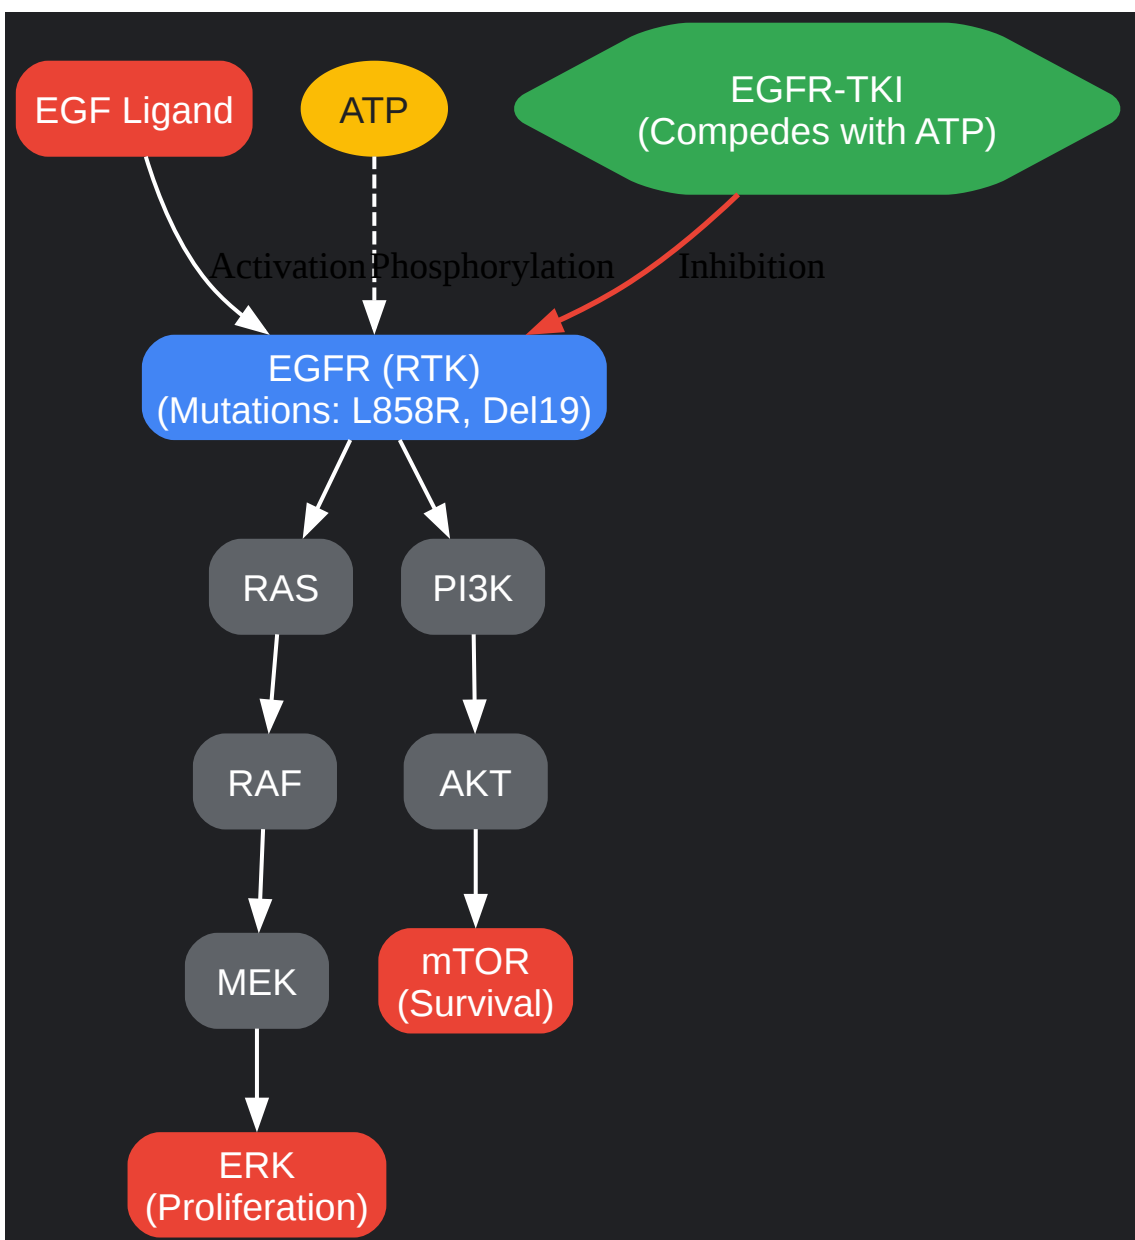 EGF Ligand
ATP
EGFR-TKI
(Compedes with ATP)
Activation
Phosphorylation
Inhibition
EGFR (RTK)
(Mutations: L858R, Del19)
RAS
PI3K
RAF
AKT
MEK
mTOR
(Survival)
ERK
(Proliferation)